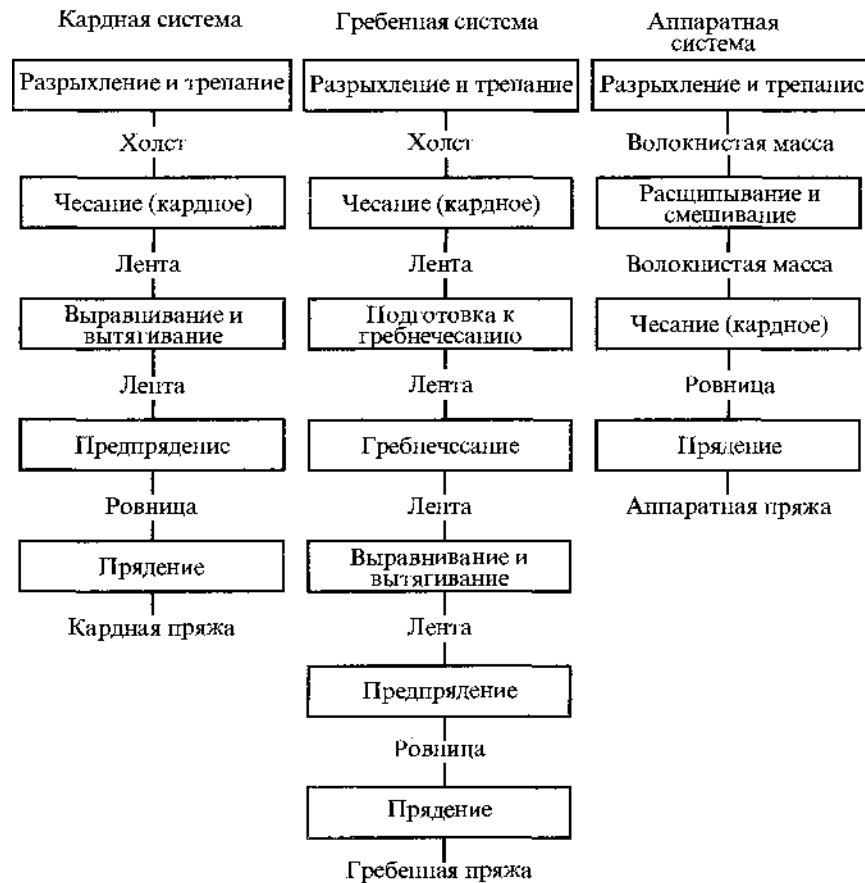 Кардная система
Разрыхление и трепание
Холст
Чесание (кардное)
Лента
Выравнивание и
вытягивание
Лента
Предпрядение
Ровница
Прядение
Кардная пряжа
Гребенная система
Разрыхление и трепание
Холст
Чесание (кардное)
Лента
Подготовка к
гребнечесанию
Лента
Гребнечесание
Лента
Выравнивание и
вытягивание
Лента
Предпрядение
Ровница
Прядение
Гребенная пряжа
Аппаратная
система
Разрыхление и трепание
Волокнистая масса
Расщипывание и
смешивание
Волокнистая масса
Чесание (кардное)
Ровница
Прядение
Аппаратная пряжа